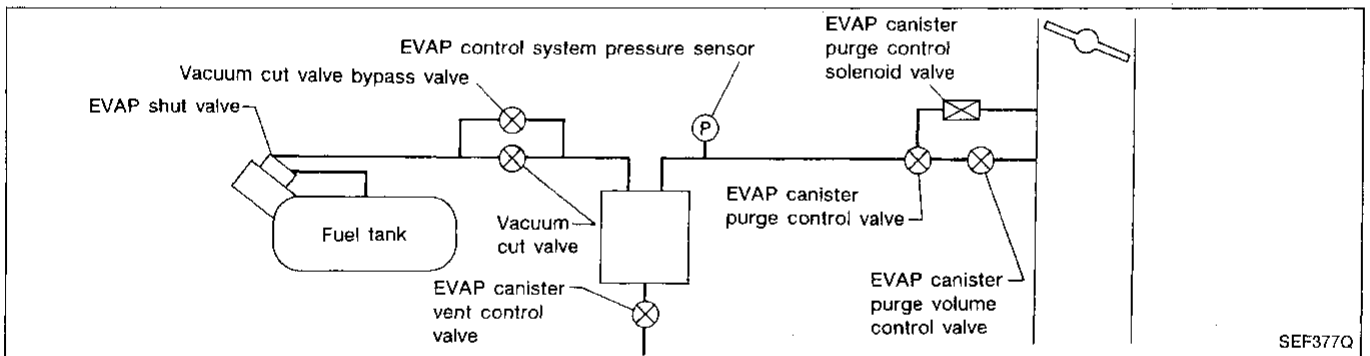 EVAP control system pressure sensor
Vacuum cut valve bypass valve
EVAP shut valve
EVAP canister
purge control
solenoid valve
P
Fuel tank
Vacuum
cut valve
EVAP canister
purge control
valve
EVAP canister
vent control
valve
EVAP canister
purge volume
control valve
SEF377Q